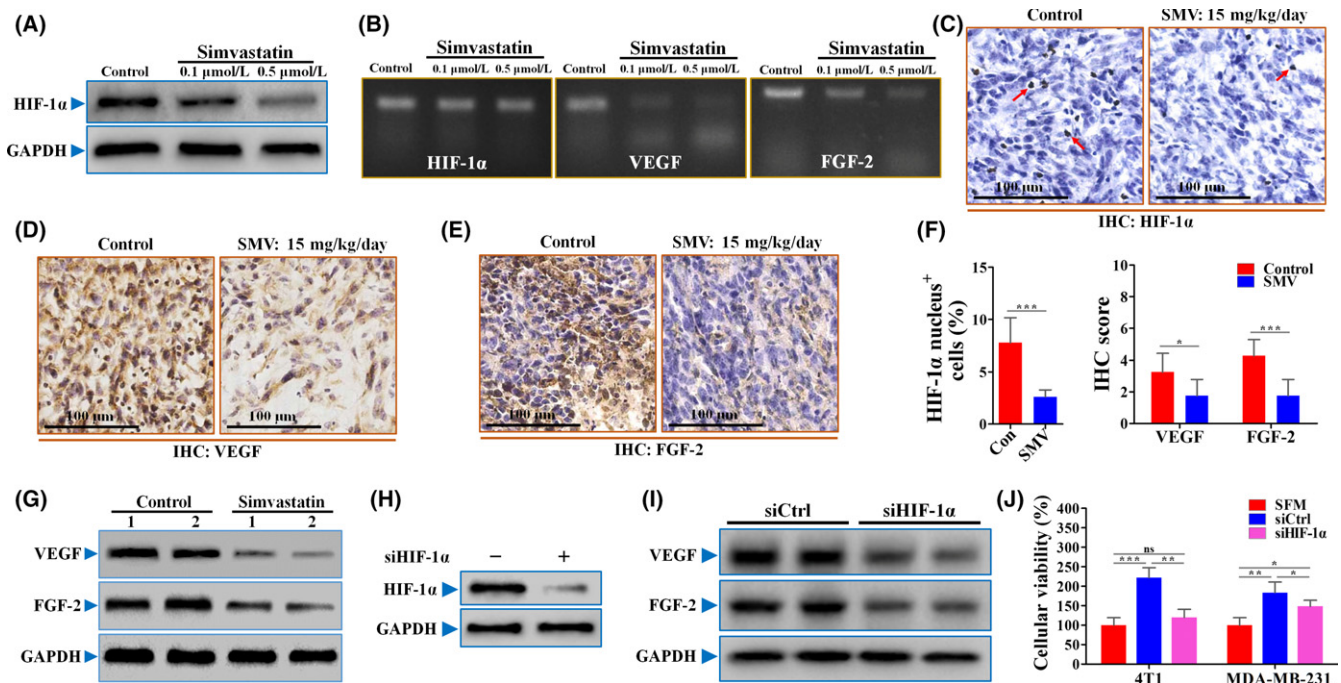 (A)
Simvastatin
Control 0.1 µmol/L 0.5 µmol/L
HIF-1α
GAPDH
(B)
Simvastatin Simvastatin Simvastatin
Control 0.1 µmol/L 0.5 µmol/L Control 0.1 µmol/L 0.5 µmol/L Control 0.1 µmol/L 0.5 µmol/L
HIF-1α VEGF FGF-2
(C)
Control SMV: 15 mg/kg/day
100 µm 100 µm
IHC: HIF-1α
(D)
Control SMV: 15 mg/kg/day
100 µm 100 µm
IHC: VEGF
(E)
Control SMV: 15 mg/kg/day
100 µm 100 µm
IHC: FGF-2
(F)
HIF-1α nucleus+
cells (%)
15
10
5
0
***
Con SMV
IHC score
10
8
6
4
2
0
Control
SMV
* ***
VEGF FGF-2
(G)
Control Simvastatin
1 2 1 2
VEGF
FGF-2
GAPDH
(H)
siHIF-1α − +
HIF-1α
GAPDH
(I)
siCtrl siHIF-1α
VEGF
FGF-2
GAPDH
(J)
Cellular viability (%)
400
350
300
250
200
150
100
50
0
SFM
siCtrl
siHIF-1α
ns
*** **
*
** *
4T1 MDA-MB-231